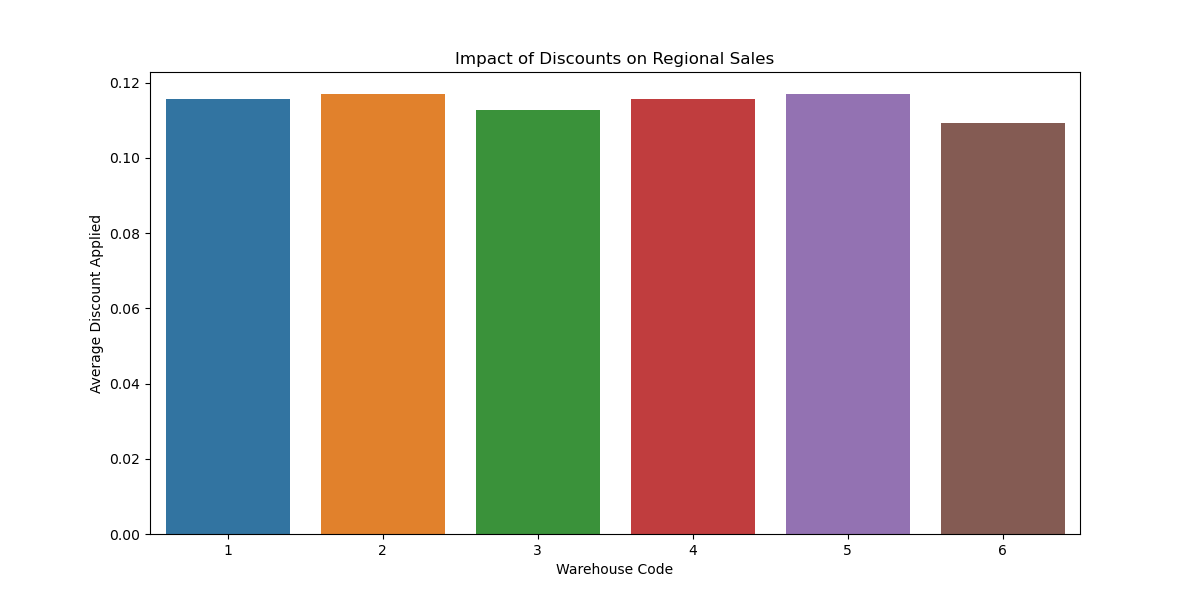 Impact of Discounts on Regional Sales
Average Discount Applied
0.12
0.10
0.08
0.06
0.04
0.02
0.00
1 2 3 4 5 6
Warehouse Code